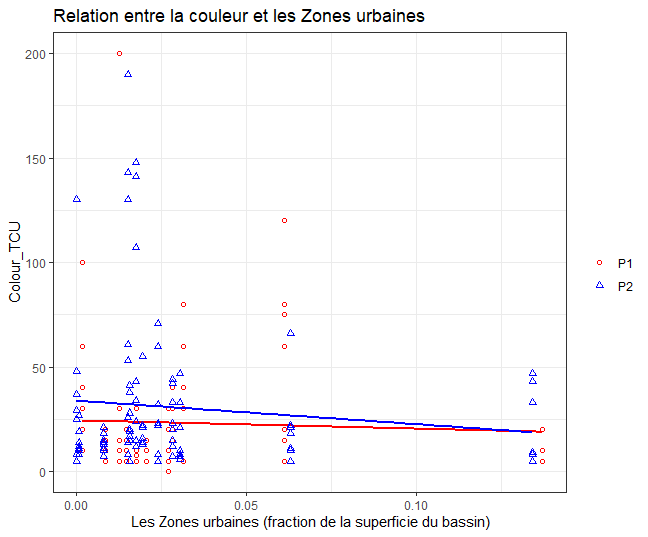 Relation entre la couleur et les Zones urbaines
200
150
100
50
0
Colour_TCU
0.00
0.05
0.10
Les Zones urbaines (fraction de la superficie du bassin)
P1
P2